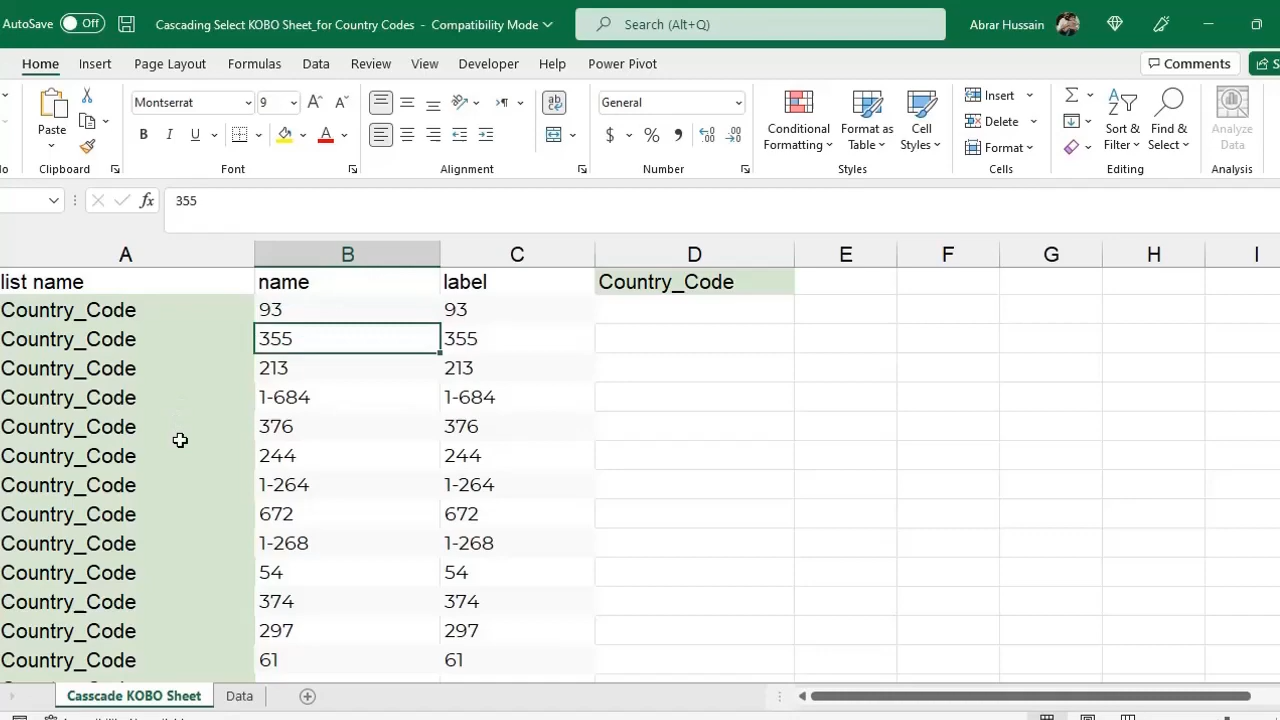 AutoSave Off Cascading Select KOBO Sheet_for Country Codes - Compatibility Mode Search (Alt+Q) Abrar Hussain
Home Insert Page Layout Formulas Data Review View Developer Help Power Pivot Comments
Paste Montserrat 9 General Conditional Formatting Format as Table Cell Styles Insert Delete Format Sort & Filter Find & Select Analyze Data
Clipboard Font Alignment Number Styles Cells Editing Analysis
355
A B C D E F G H I
list name name label Country_Code
Country_Code 93 93
Country_Code 355 355
Country_Code 213 213
Country_Code 1-684 1-684
Country_Code 376 376
Country_Code 244 244
Country_Code 1-264 1-264
Country_Code 672 672
Country_Code 1-268 1-268
Country_Code 54 54
Country_Code 374 374
Country_Code 297 297
Country_Code 61 61
Casscade KOBO Sheet Data